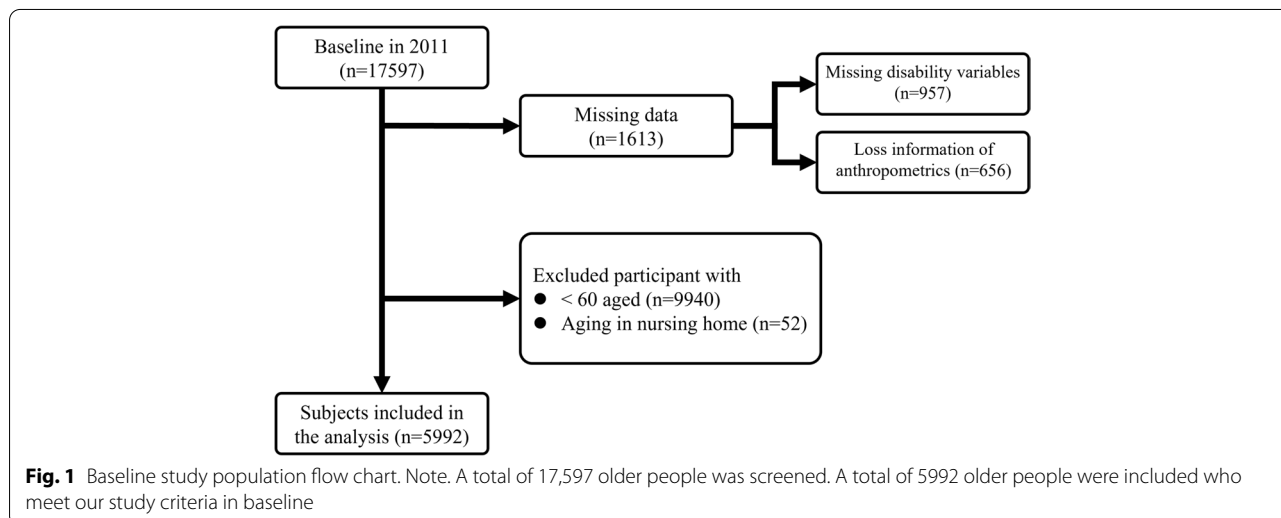 Baseline in 2011
(n=17597)
Missing data
(n=1613)
Missing disability variables
(n=957)
Loss information of
anthropometrics (n=656)
Excluded participant with
● < 60 aged (n=9940)
● Aging in nursing home (n=52)
Subjects included in
the analysis (n=5992)
Fig. 1 Baseline study population flow chart. Note. A total of 17,597 older people was screened. A total of 5992 older people were included who
meet our study criteria in baseline